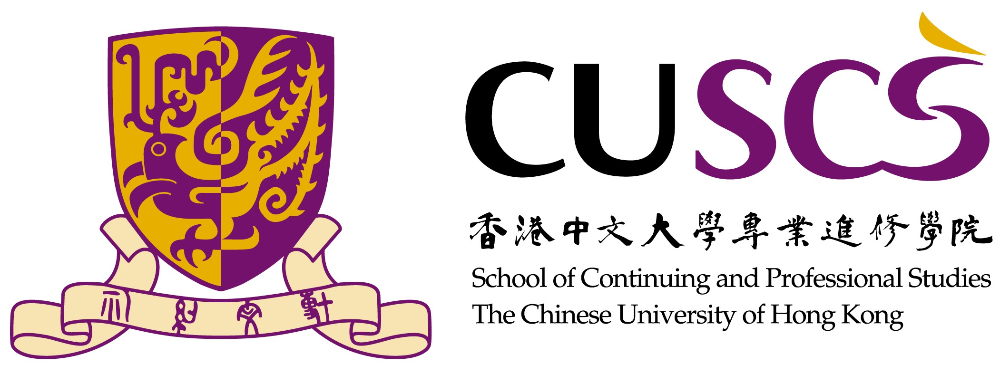 CUSCS
香港中文大學專業進修學院
School of Continuing and Professional Studies
The Chinese University of Hong Kong
博文約禮